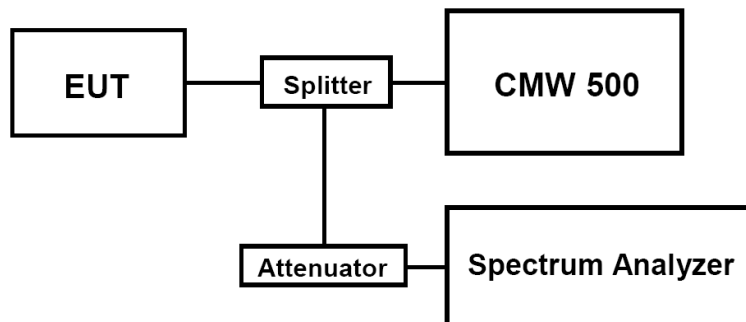 EUT
Splitter
CMW 500
Attenuator
Spectrum Analyzer